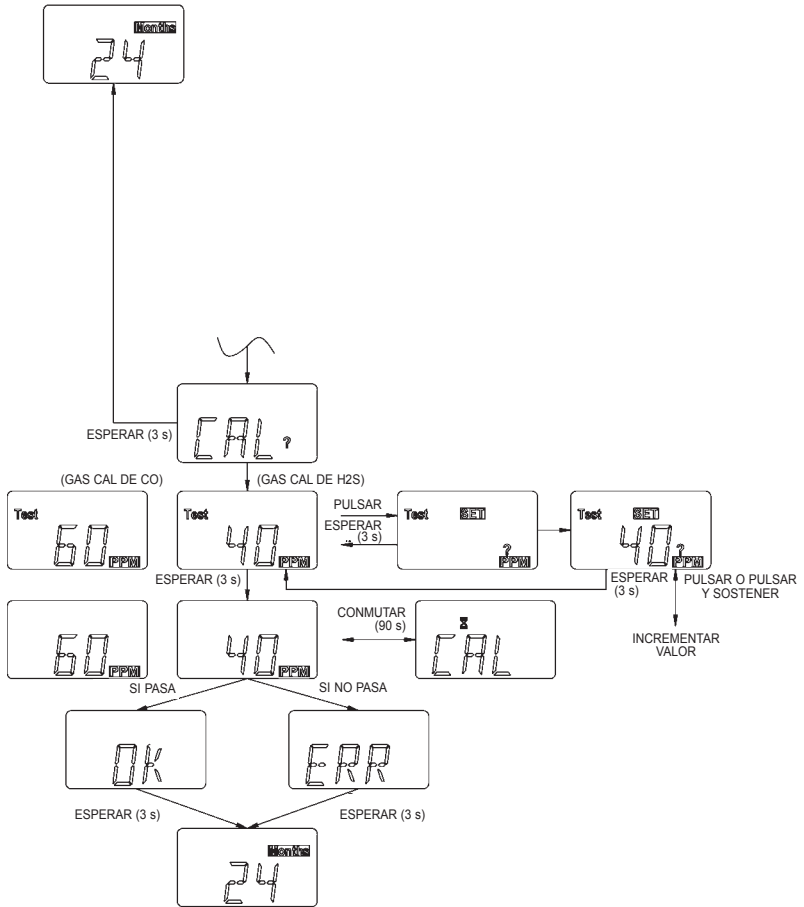 Months
24
ESPERAR (3 s)
CAL ?
(GAS CAL DE CO)
(GAS CAL DE H2S)
Test
60 PPM
Test
40 PPM
PULSAR
ESPERAR
(3 s)
Test SET
?
PPM
Test SET
40 ?
PPM
ESPERAR (3 s)
ESPERAR
(3 s)
PULSAR O PULSAR
Y SOSTENER
INCREMENTAR
VALOR
60 PPM
40 PPM
CONMUTAR
(90 s)
CAL
SI PASA
SI NO PASA
OK
ERR
ESPERAR (3 s)
ESPERAR (3 s)
Months
24